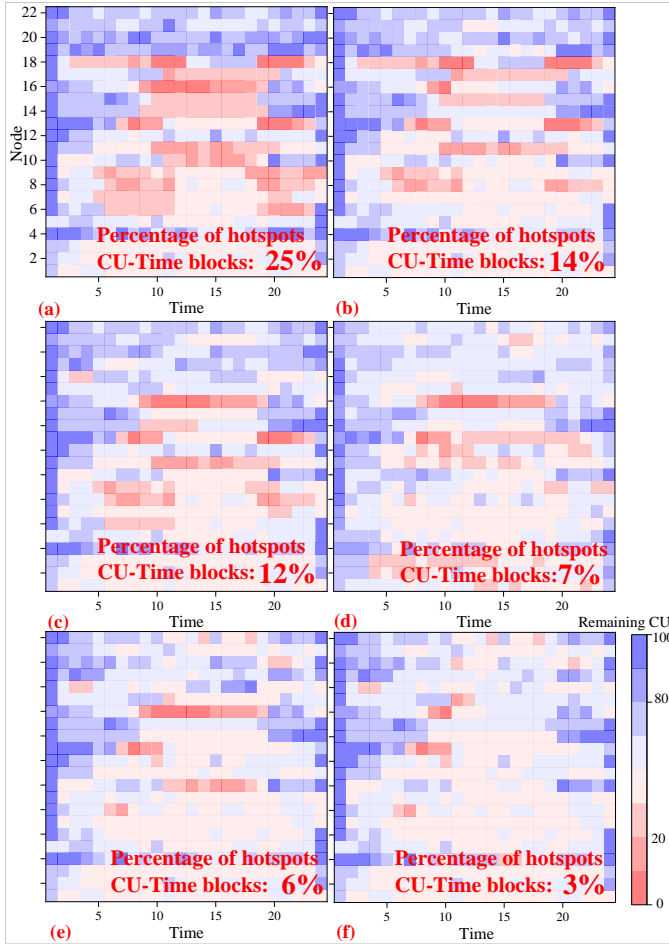 22
20
18
16
14
12
10
8
6
4
2
Node
Percentage of hotspots
CU-Time blocks: 25%
5
10
15
20
(a)
Time
Percentage of hotspots
CU-Time blocks: 14%
5
10
15
20
(b)
Time
Percentage of hotspots
CU-Time blocks: 12%
5
10
15
20
(c)
Time
Percentage of hotspots
CU-Time blocks: 7%
5
10
15
20
(d)
Time
Remaining CU
100
80
20
0
Percentage of hotspots
CU-Time blocks: 6%
5
10
15
20
(e)
Time
Percentage of hotspots
CU-Time blocks: 3%
5
10
15
20
(f)
Time